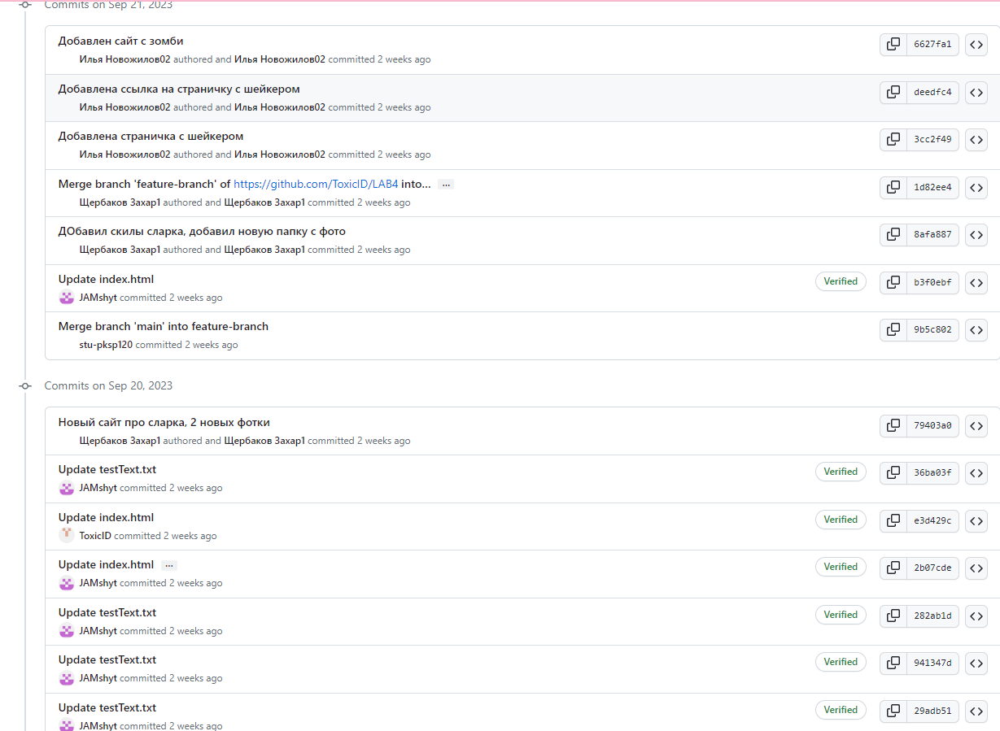 Commits on Sep 21, 2023
Добавлен сайт с зомби
6627fa1
Илья Новожилов02 authored and Илья Новожилов02 committed 2 weeks ago
Добавлена ссылка на страничку с шейкером
deedfc4
Илья Новожилов02 authored and Илья Новожилов02 committed 2 weeks ago
Добавлена страничка с шейкером
3cc2f49
Илья Новожилов02 authored and Илья Новожилов02 committed 2 weeks ago
Merge branch 'feature-branch' of https://github.com/ToxicID/LAB4 into... ...
1d82ee4
Щербаков Захар1 authored and Щербаков Захар1 committed 2 weeks ago
ДОбавил скилы сларка, добавил новую папку с фото
8afa887
Щербаков Захар1 authored and Щербаков Захар1 committed 2 weeks ago
Update index.html
Verified b3f0ebf
JAMshyt committed 2 weeks ago
Merge branch 'main' into feature-branch
9b5c802
stu-pksp120 committed 2 weeks ago
Commits on Sep 20, 2023
Новый сайт про сларка, 2 новых фотки
79403a0
Щербаков Захар1 authored and Щербаков Захар1 committed 2 weeks ago
Update testText.txt
Verified 36ba03f
JAMshyt committed 2 weeks ago
Update index.html
Verified e3d429c
ToxicID committed 2 weeks ago
Update index.html ...
Verified 2b07cde
JAMshyt committed 2 weeks ago
Update testText.txt
Verified 282ab1d
JAMshyt committed 2 weeks ago
Update testText.txt
Verified 941347d
JAMshyt committed 2 weeks ago
Update testText.txt
Verified 29adb51
JAMshyt committed 2 weeks ago